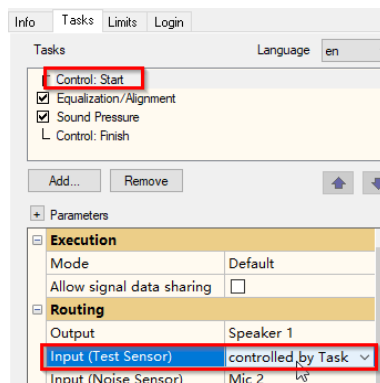 Info Tasks Limits Login
Tasks Language en
Control: Start
Equalization/Alignment
Sound Pressure
Control: Finish
Add... Remove
Parameters
Execution
Mode Default
Allow signal data sharing
Routing
Output Speaker 1
Input (Test Sensor) controlled by Task
Input (Noise Sensor) Mic 2